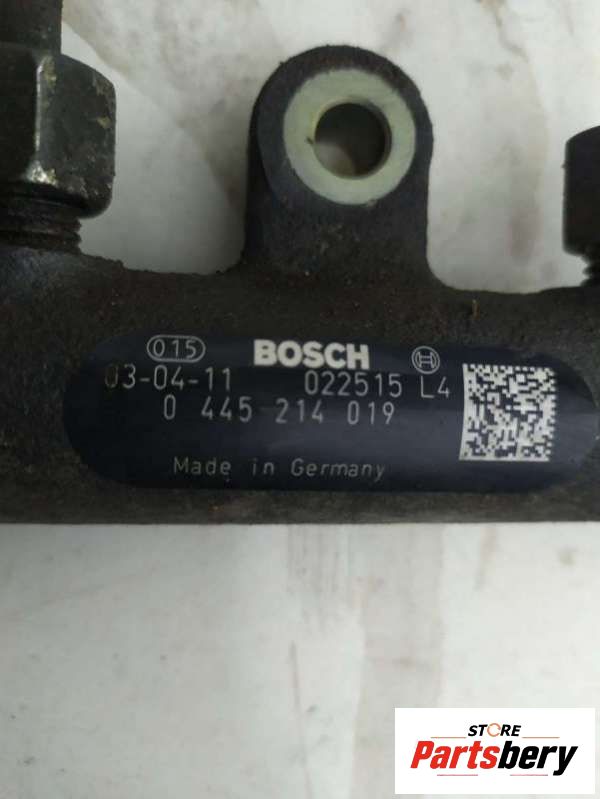 015 BOSCH
03-04-11 022515 L4
0 445 214 019
Made in Germany
STORE
Partsbery